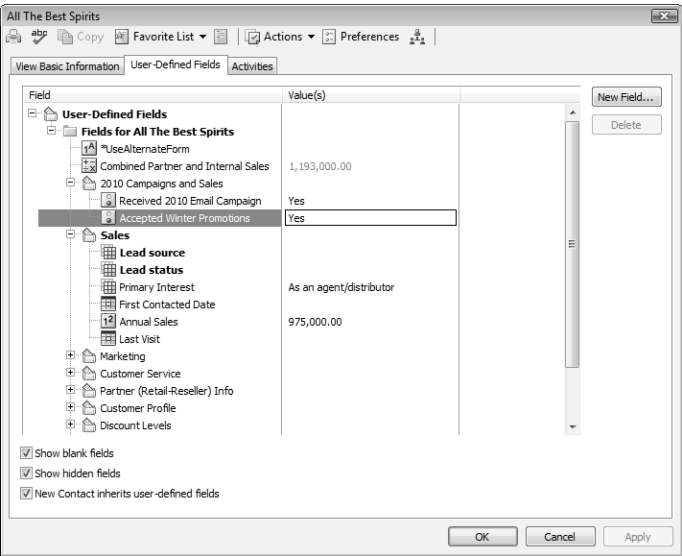 All The Best Spirits
abc Copy Favorite List Actions Preferences
View Basic Information User-Defined Fields Activities
Field Value(s)
New Field...
User-Defined Fields
Delete
Fields for All The Best Spirits
1A *UseAlternateForm
Combined Partner and Internal Sales 1,193,000.00
2010 Campaigns and Sales
Received 2010 Email Campaign Yes
Accepted Winter Promotions Yes
Sales
Lead source
Lead status
Primary Interest As an agent/distributor
First Contacted Date
12 Annual Sales 975,000.00
Last Visit
Marketing
Customer Service
Partner (Retail-Reseller) Info
Customer Profile
Discount Levels
Show blank fields
Show hidden fields
New Contact inherits user-defined fields
OK Cancel Apply